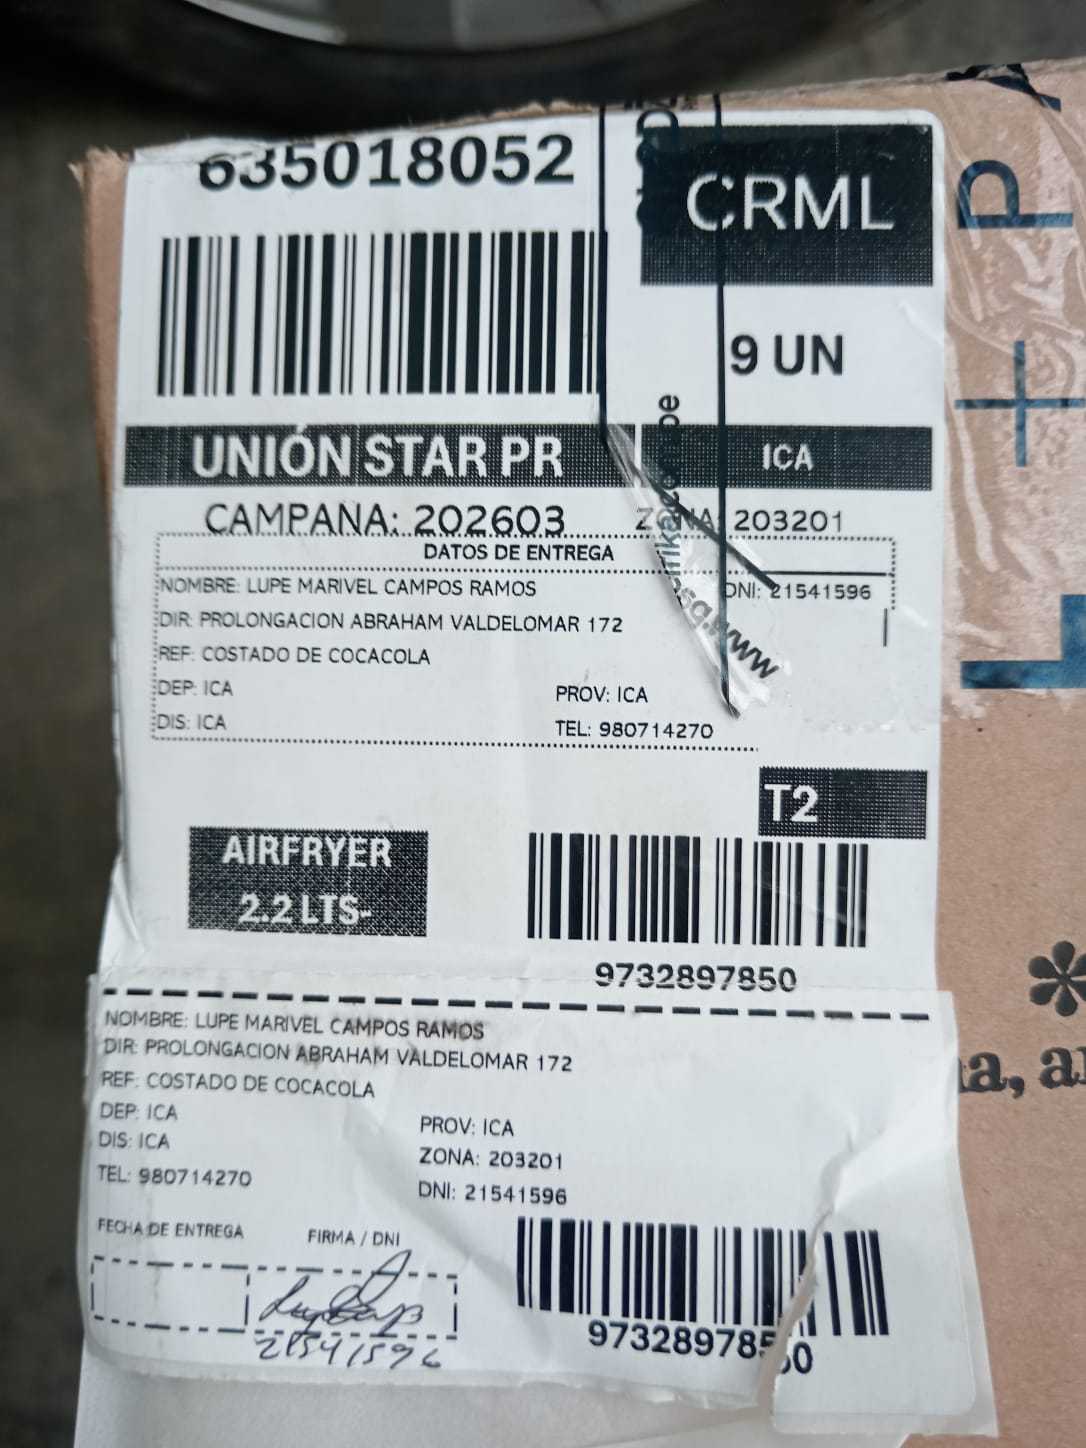 635018052
CRML
9 UN
UNIÓN STAR PR
ICA
CAMPAÑA: 202603
ZONA: 203201
DATOS DE ENTREGA
NOMBRE: LUPE MARIVEL CAMPOS RAMOS
DNI: 21541596
DIR: PROLONGACION ABRAHAM VALDELOMAR 172
REF: COSTADO DE COCACOLA
DEP: ICA
PROV: ICA
DIS: ICA
TEL: 980714270
T2
AIRFRYER
2.2 LTS-
9732897850
NOMBRE: LUPE MARIVEL CAMPOS RAMOS
DIR: PROLONGACION ABRAHAM VALDELOMAR 172
REF: COSTADO DE COCACOLA
DEP: ICA
PROV: ICA
DIS: ICA
ZONA: 203201
TEL: 980714270
DNI: 21541596
FECHA DE ENTREGA
FIRMA / DNI
21541596
9732897850